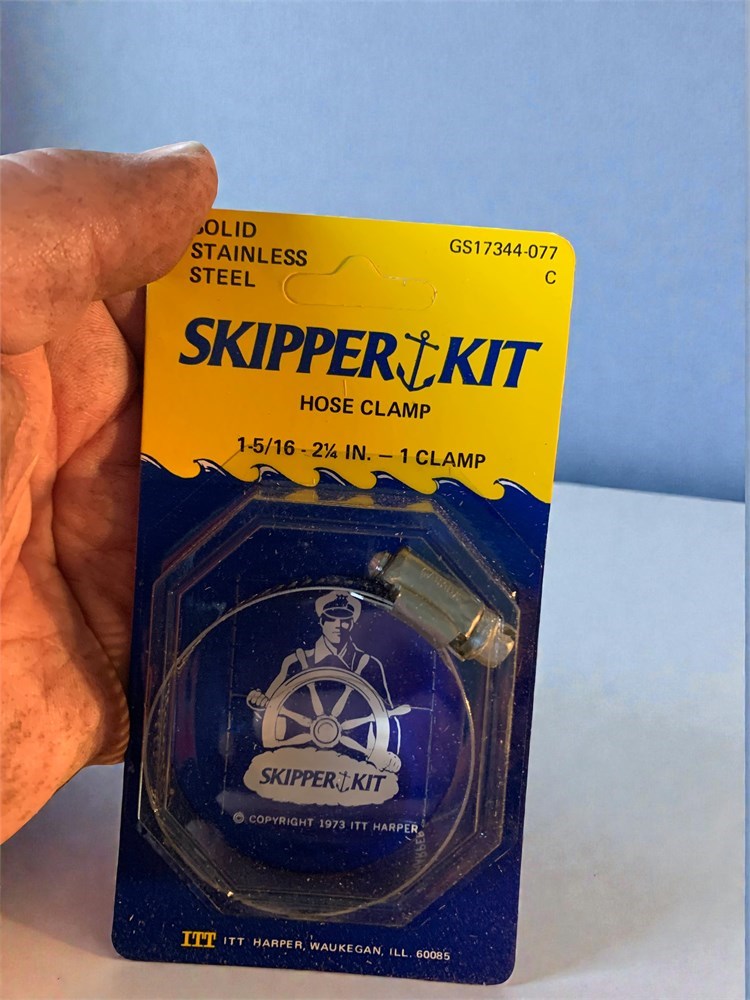 SOLID
STAINLESS
STEEL
GS17344-077
C
SKIPPER KIT
HOSE CLAMP
1-5/16 - 2¼ IN. — 1 CLAMP
SKIPPER KIT
© COPYRIGHT 1973 ITT HARPER
ITT ITT HARPER, WAUKEGAN, ILL. 60085